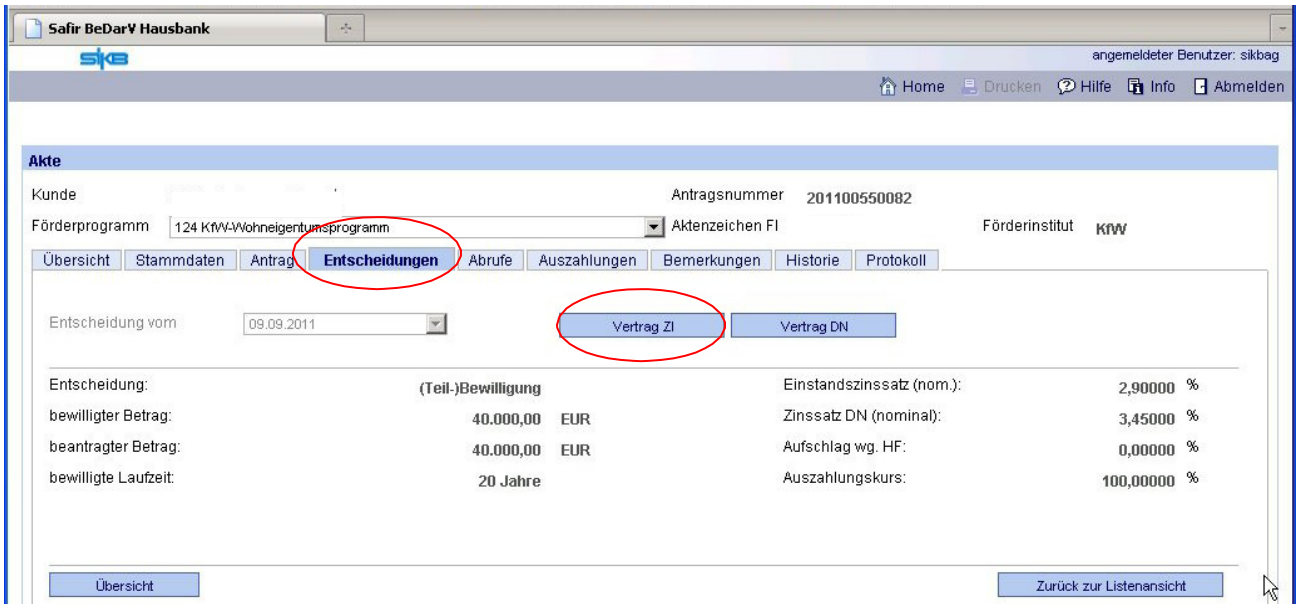 Safir BeDarV Hausbank
SIKB angemeldeter Benutzer: sikbag
Home Drucken Hilfe Info Abmelden
Akte
Kunde Antragsnummer 201100550082
Förderprogramm 124 KfW-Wohneigentumsprogramm Aktenzeichen FI Förderinstitut KfW
Übersicht Stammdaten Antrag Entscheidungen Abrufe Auszahlungen Bemerkungen Historie Protokoll
Entscheidung vom 09.09.2011 Vertrag ZI Vertrag DN
Entscheidung: (Teil-)Bewilligung Einstandszinssatz (nom.): 2,90000 %
bewilligter Betrag: 40.000,00 EUR Zinssatz DN (nominal): 3,45000 %
beantragter Betrag: 40.000,00 EUR Aufschlag wg. HF: 0,00000 %
bewilligte Laufzeit: 20 Jahre Auszahlungskurs: 100,00000 %
Übersicht Zurück zur Listenansicht